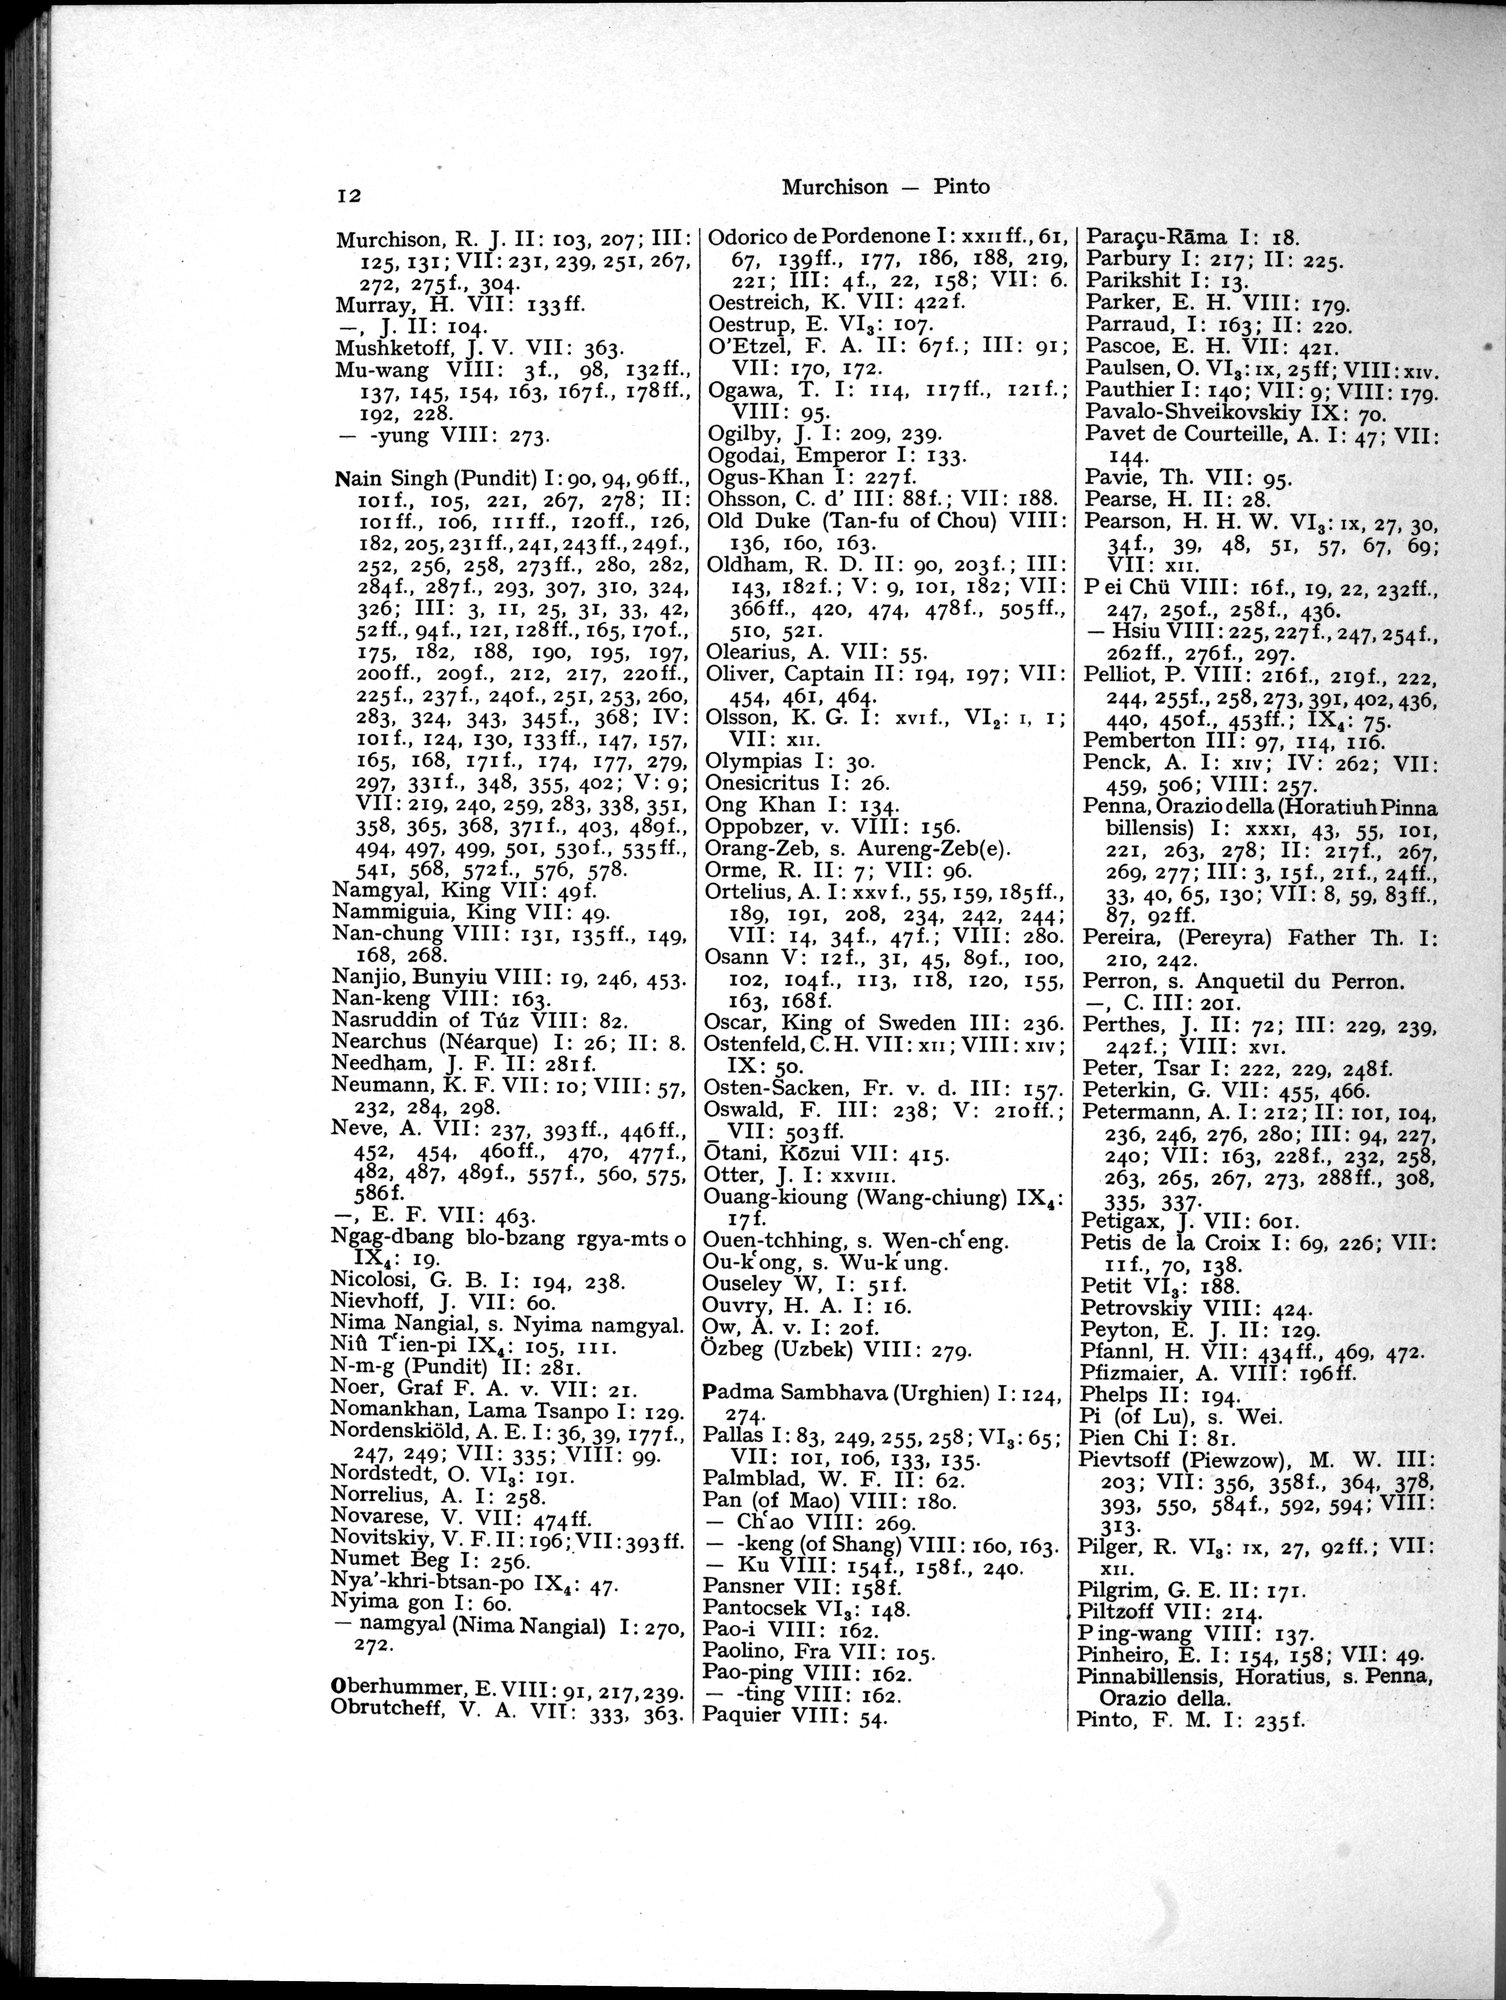 12
Murchison — Pinto
Murchison, R. J. II: 103, 207; III:
125, 131; VII: 231, 239, 251, 267,
272, 275f., 304.
Murray, H. VII: 133ff.
—, J. II: 104.
Mushketoff, J. V. VII: 363.
Mu-wang VIII: 3f., 98, 132ff.,
137, 145, 154, 163, 167f., 178ff.,
192, 228.
— -yung VIII: 273.
Nain Singh (Pundit) I: 90, 94, 96ff.,
101f., 105, 221, 267, 278; II:
101ff., 106, 111ff., 120ff., 126,
182, 205, 231ff., 241, 243ff., 249f.,
252, 256, 258, 273ff., 280, 282,
284f., 287f., 293, 307, 310, 324,
326; III: 3, 11, 25, 31, 33, 42,
52ff., 94f., 121, 128ff., 165, 170f.,
175, 182, 188, 190, 195, 197,
200ff., 209f., 212, 217, 220ff.,
225f., 237f., 240f., 251, 253, 260,
283, 324, 343, 345f., 368; IV:
101f., 124, 130, 133ff., 147, 157,
165, 168, 171f., 174, 177, 279,
297, 331f., 348, 355, 402; V: 9;
VII: 219, 240, 259, 283, 338, 351,
358, 365, 368, 371f., 403, 489f.,
494, 497, 499, 501, 530f., 535ff.,
541, 568, 572f., 576, 578.
Namgyal, King VII: 49f.
Nammiguia, King VII: 49.
Nan-chung VIII: 131, 135ff., 149,
168, 268.
Nanjio, Bunyiu VIII: 19, 246, 453.
Nan-keng VIII: 163.
Nasruddin of Túz VIII: 82.
Nearchus (Néarque) I: 26; II: 8.
Needham, J. F. II: 281f.
Neumann, K. F. VII: 10; VIII: 57,
232, 284, 298.
Neve, A. VII: 237, 393ff., 446ff.,
452, 454, 460ff., 470, 477f.,
482, 487, 489f., 557f., 560, 575,
586f.
—, E. F. VII: 463.
Ngag-dbang blo-bzang rgya-mts o
IX₄: 19.
Nicolosi, G. B. I: 194, 238.
Nievhoff, J. VII: 60.
Nima Nangial, s. Nyima namgyal.
Niû Tʿien-pi IX₄: 105, 111.
N-m-g (Pundit) II: 281.
Noer, Graf F. A. v. VII: 21.
Nomankhan, Lama Tsanpo I: 129.
Nordenskiöld, A. E. I: 36, 39, 177f.,
247, 249; VII: 335; VIII: 99.
Nordstedt, O. VI₃: 191.
Norrelius, A. I: 258.
Novarese, V. VII: 474ff.
Novitskiy, V. F. II: 196; VII: 393ff.
Numet Beg I: 256.
Nya'-khri-btsan-po IX₄: 47.
Nyima gon I: 60.
— namgyal (Nima Nangial) I: 270,
272.
Oberhummer, E. VIII: 91, 217, 239.
Obrutcheff, V. A. VII: 333, 363.
Odorico de Pordenone I: XXIIff., 61,
67, 139ff., 177, 186, 188, 219,
221; III: 4f., 22, 158; VII: 6.
Oestreich, K. VII: 422f.
Oestrup, E. VI₃: 107.
O'Etzel, F. A. II: 67f.; III: 91;
VII: 170, 172.
Ogawa, T. I: 114, 117ff., 121f.;
VIII: 95.
Ogilby, J. I: 209, 239.
Ogodai, Emperor I: 133.
Ogus-Khan I: 227f.
Ohsson, C. d' III: 88f.; VII: 188.
Old Duke (Tan-fu of Chou) VIII:
136, 160, 163.
Oldham, R. D. II: 90, 203f.; III:
143, 182f.; V: 9, 101, 182; VII:
366ff., 420, 474, 478f., 505ff.,
510, 521.
Olearius, A. VII: 55.
Oliver, Captain II: 194, 197; VII:
454, 461, 464.
Olsson, K. G. I: XVIf., VI₂: I, 1;
VII: XII.
Olympias I: 30.
Onesicritus I: 26.
Ong Khan I: 134.
Oppobzer, v. VIII: 156.
Orang-Zeb, s. Aureng-Zeb(e).
Orme, R. II: 7; VII: 96.
Ortelius, A. I: XXVf., 55, 159, 185ff.,
189, 191, 208, 234, 242, 244;
VII: 14, 34f., 47f.; VIII: 280.
Osann V: 12f., 31, 45, 89f., 100,
102, 104f., 113, 118, 120, 155,
163, 168f.
Oscar, King of Sweden III: 236.
Ostenfeld, C. H. VII: XII; VIII: XIV;
IX: 50.
Osten-Sacken, Fr. v. d. III: 157.
Oswald, F. III: 238; V: 210ff.;
VII: 503ff.
Ōtani, Kōzui VII: 415.
Otter, J. I: XXVIII.
Ouang-kioung (Wang-chiung) IX₄:
17f.
Ouen-tchhing, s. Wen-chʿeng.
Ou-kʿong, s. Wu-kʿung.
Ouseley W, I: 51f.
Ouvry, H. A. I: 16.
Ow, A. v. I: 20f.
Özbeg (Uzbek) VIII: 279.
Padma Sambhava (Urghien) I: 124,
274.
Pallas I: 83, 249, 255, 258; VI₃: 65;
VII: 101, 106, 133, 135.
Palmblad, W. F. II: 62.
Pan (of Mao) VIII: 180.
— Chʿao VIII: 269.
— -keng (of Shang) VIII: 160, 163.
— Ku VIII: 154f., 158f., 240.
Pansner VII: 158f.
Pantocsek VI₃: 148.
Pao-i VIII: 162.
Paolino, Fra VII: 105.
Pao-ping VIII: 162.
— -ting VIII: 162.
Paquier VIII: 54.
Paraçu-Rāma I: 18.
Parbury I: 217; II: 225.
Parikshit I: 13.
Parker, E. H. VIII: 179.
Parraud, I: 163; II: 220.
Pascoe, E. H. VII: 421.
Paulsen, O. VI₃: IX, 25ff; VIII: XIV.
Pauthier I: 140; VII: 9; VIII: 179.
Pavalo-Shveikovskiy IX: 70.
Pavet de Courteille, A. I: 47; VII:
144.
Pavie, Th. VII: 95.
Pearse, H. II: 28.
Pearson, H. H. W. VI₃: IX, 27, 30,
34f., 39, 48, 51, 57, 67, 69;
VII: XII.
P ei Chü VIII: 16f., 19, 22, 232ff.,
247, 250f., 258f., 436.
— Hsiu VIII: 225, 227f., 247, 254f.,
262ff., 276f., 297.
Pelliot, P. VIII: 216f., 219f., 222,
244, 255f., 258, 273, 391, 402, 436,
440, 450f., 453ff.; IX₄: 75.
Pemberton III: 97, 114, 116.
Penck, A. I: XIV; IV: 262; VII:
459, 506; VIII: 257.
Penna, Orazio della (Horatiuh Pinna
billensis) I: XXXI, 43, 55, 101,
221, 263, 278; II: 217f., 267,
269, 277; III: 3, 15f., 21f., 24ff.,
33, 40, 65, 130; VII: 8, 59, 83ff.,
87, 92ff.
Pereira, (Pereyra) Father Th. I:
210, 242.
Perron, s. Anquetil du Perron.
—, C. III: 201.
Perthes, J. II: 72; III: 229, 239,
242f.; VIII: XVI.
Peter, Tsar I: 222, 229, 248f.
Peterkin, G. VII: 455, 466.
Petermann, A. I: 212; II: 101, 104,
236, 246, 276, 280; III: 94, 227,
240; VII: 163, 228f., 232, 258,
263, 265, 267, 273, 288ff., 308,
335, 337.
Petigax, J. VII: 601.
Petis de la Croix I: 69, 226; VII:
11f., 70, 138.
Petit VI₃: 188.
Petrovskiy VIII: 424.
Peyton, E. J. II: 129.
Pfannl, H. VII: 434ff., 469, 472.
Pfizmaier, A. VIII: 196ff.
Phelps II: 194.
Pi (of Lu), s. Wei.
Pien Chi I: 81.
Pievtsoff (Piewzow), M. W. III:
203; VII: 356, 358f., 364, 378,
393, 550, 584f., 592, 594; VIII:
313.
Pilger, R. VI₃: IX, 27, 92ff.; VII:
XII.
Pilgrim, G. E. II: 171.
Piltzoff VII: 214.
P ing-wang VIII: 137.
Pinheiro, E. I: 154, 158; VII: 49.
Pinnabillensis, Horatius, s. Penna,
Orazio della.
Pinto, F. M. I: 235f.